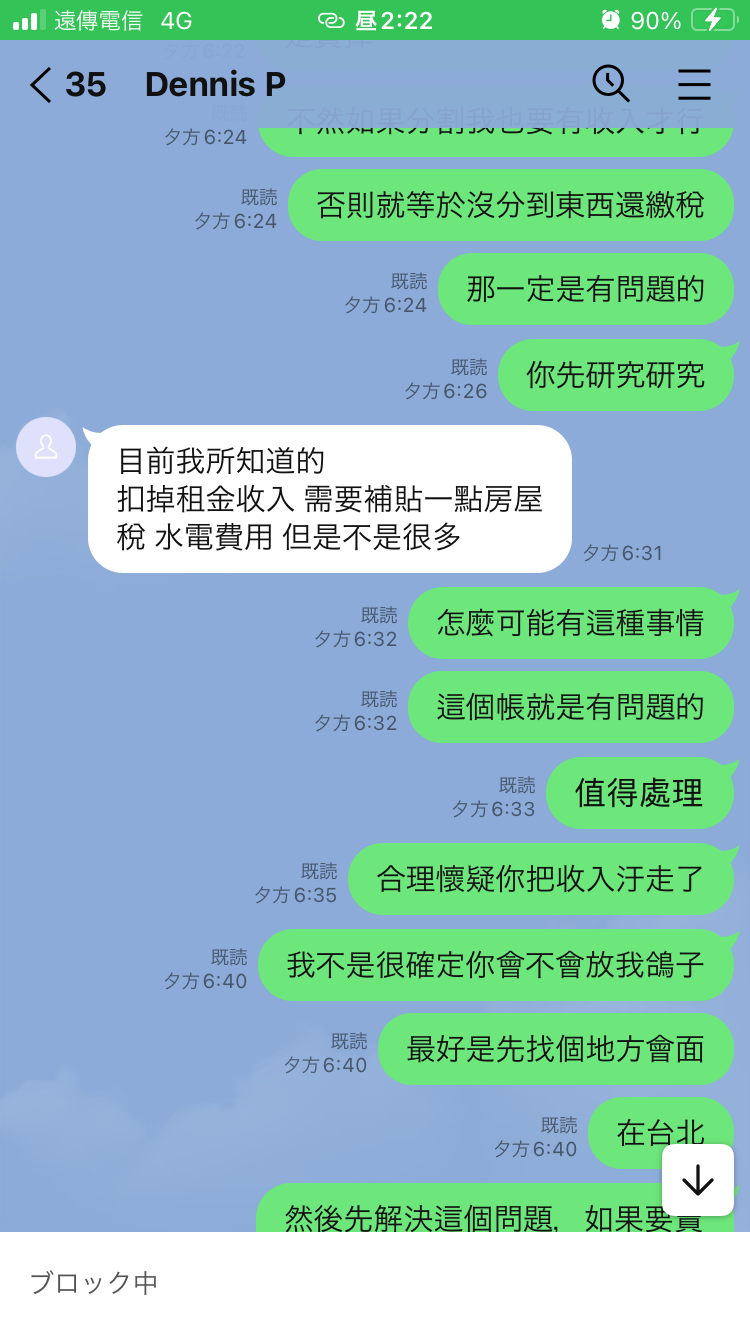 遠傳電信 4G 昼2:22 90%
35 Dennis P
夕方 6:22
既読
夕方 6:24
不然如果分割我也要有收入才行
既読
夕方 6:24
否則就等於沒分到東西還繳稅
既読
夕方 6:24
那一定是有問題的
既読
夕方 6:26
你先研究研究
目前我所知道的
扣掉租金收入 需要補貼一點房屋
稅 水電費用 但是不是很多
夕方 6:31
既読
夕方 6:32
怎麼可能有這種事情
既読
夕方 6:32
這個帳就是有問題的
既読
夕方 6:33
值得處理
既読
夕方 6:35
合理懷疑你把收入汙走了
既読
夕方 6:40
我不是很確定你會不會放我鴿子
既読
夕方 6:40
最好是先找個地方會面
既読
夕方 6:40
在台北
然後先解決這個問題，如果要賣
ブロック中